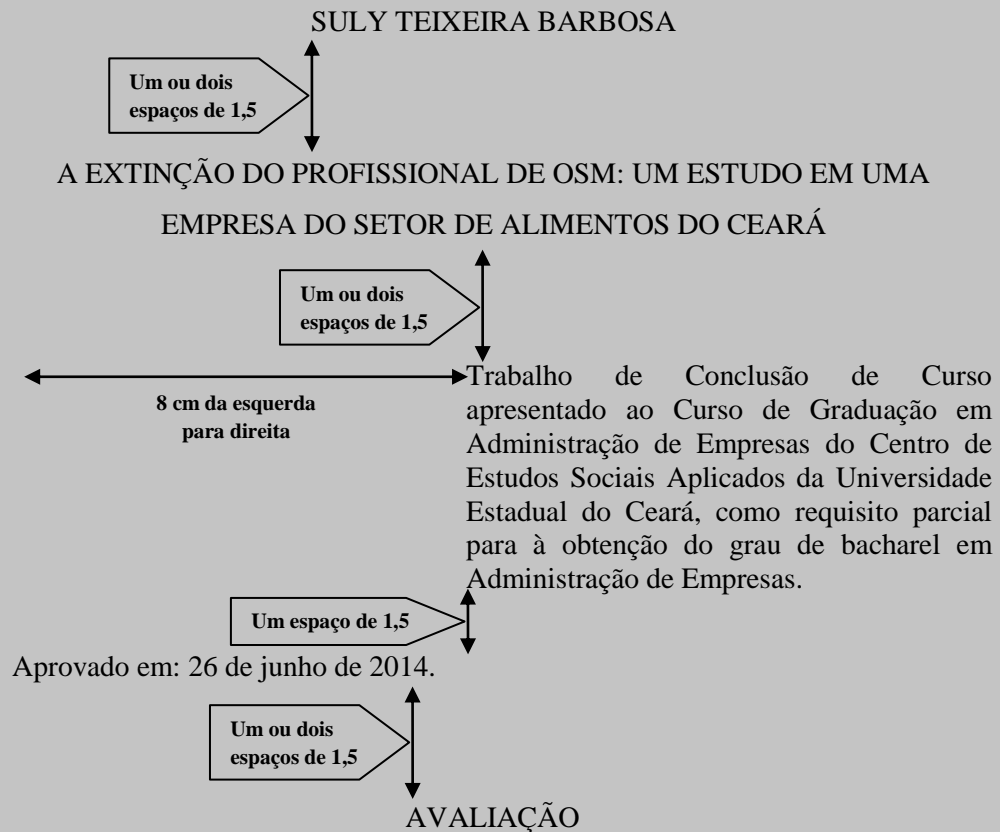 SULY TEIXEIRA BARBOSA
Um ou dois
espaços de 1,5
A EXTINÇÃO DO PROFISSIONAL DE OSM: UM ESTUDO EM UMA
EMPRESA DO SETOR DE ALIMENTOS DO CEARÁ
Um ou dois
espaços de 1,5
8 cm da esquerda
para direita
Trabalho de Conclusão de Curso
apresentado ao Curso de Graduação em
Administração de Empresas do Centro de
Estudos Sociais Aplicados da Universidade
Estadual do Ceará, como requisito parcial
para à obtenção do grau de bacharel em
Administração de Empresas.
Um espaço de 1,5
Aprovado em: 26 de junho de 2014.
Um ou dois
espaços de 1,5
AVALIAÇÃO